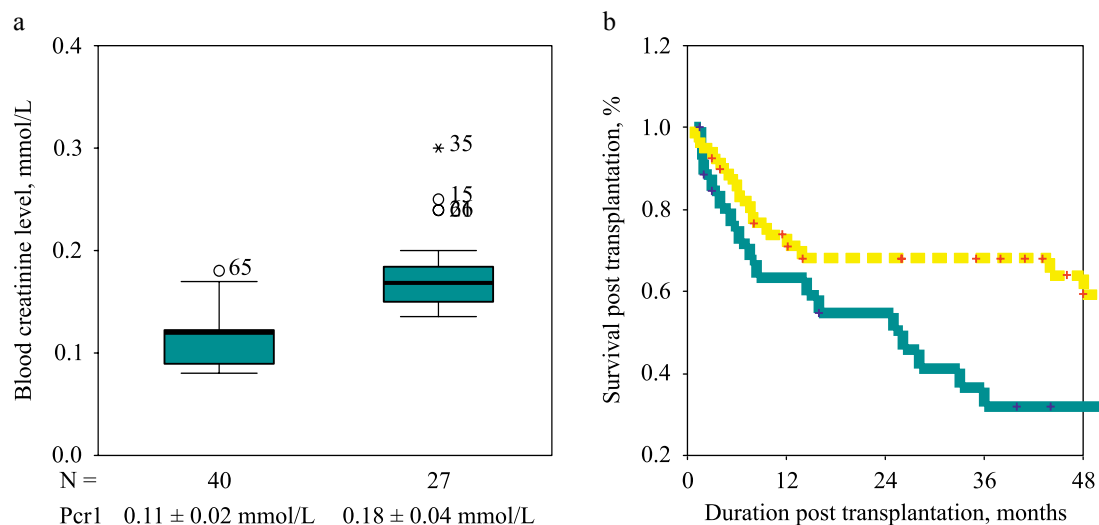 a
b
Blood creatinine level, mmol/L
0.4
0.3
0.2
0.1
0.0
65
35
15
N =
40
27
Pcr1
0.11 ± 0.02 mmol/L
0.18 ± 0.04 mmol/L
Survival post transplantation, %
1.2
1.0
0.8
0.6
0.4
0.2
0
12
24
36
48
Duration post transplantation, months